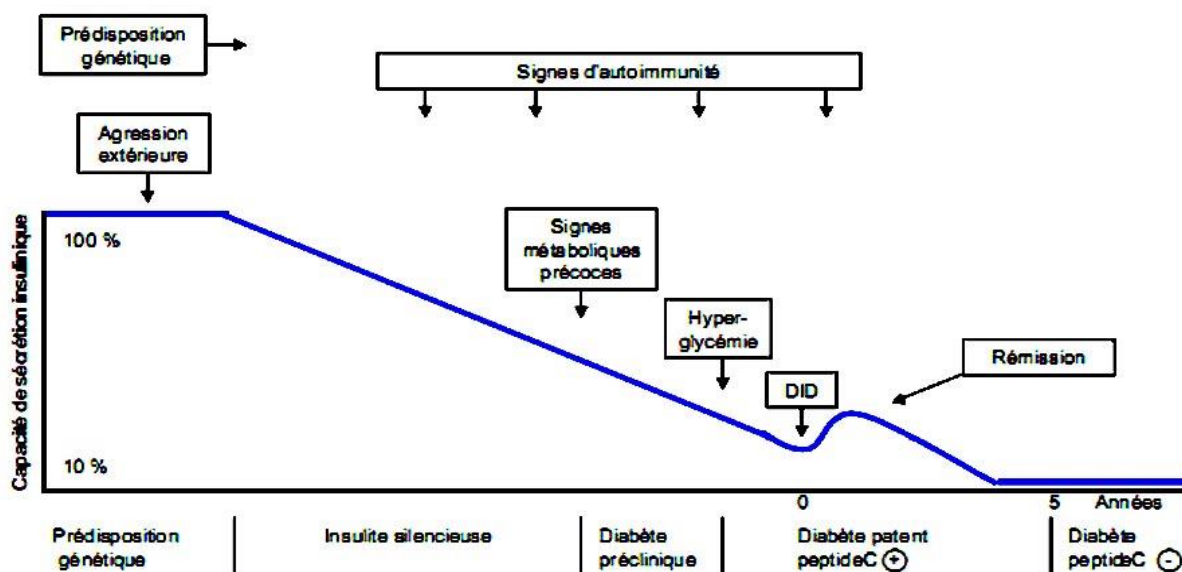 Prédisposition
génétique
Signes d'autoimmunité
Agression
extérieure
Capacité de sécrétion insulinique
100 %
Signes
métaboliques
précoces
Hyper-
glycémie
Rémission
DID
10 %
0
5 Années
Prédisposition
génétique
Insulite silencieuse
Diabète
préclinique
Diabète patent
peptideC +
Diabète
peptideC -